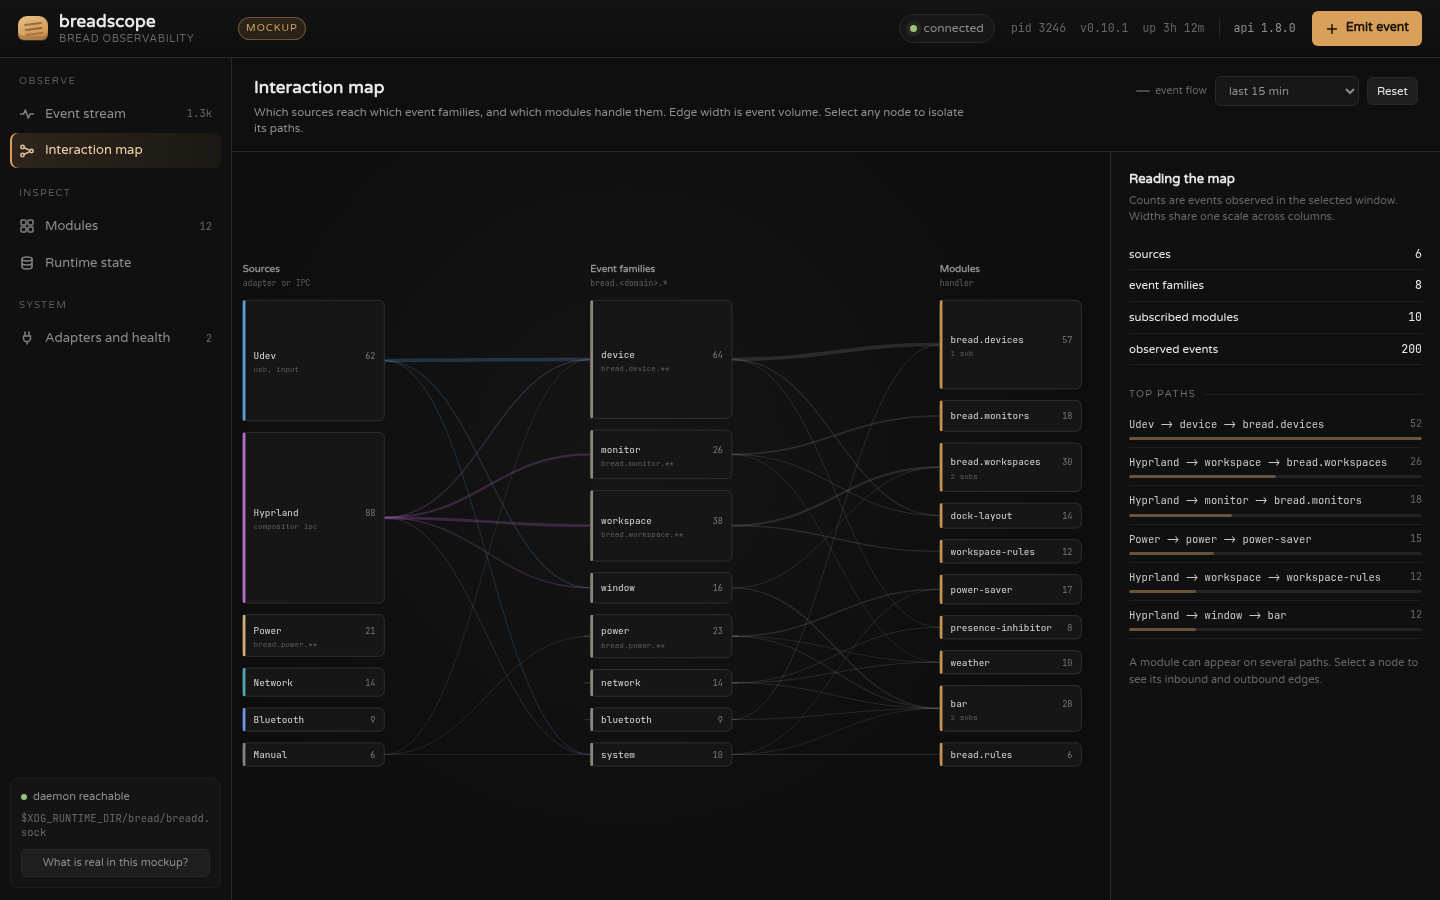 breadscope
BREAD OBSERVABILITY
MOCKUP
connected
pid 3246 v0.10.1 up 3h 12m
api 1.8.0
+ Emit event
OBSERVE
Event stream 1.3k
Interaction map
INSPECT
Modules 12
Runtime state
SYSTEM
Adapters and health 2
daemon reachable
$XDG_RUNTIME_DIR/bread/breadd.
sock
What is real in this mockup?
Interaction map
Which sources reach which event families, and which modules handle them. Edge width is event volume. Select any node to isolate
its paths.
event flow
last 15 min
Reset
Sources
adapter or IPC
Udev 62
usb, input
Hyprland 88
compositor ipc
Power 21
bread.power.**
Network 14
Bluetooth 9
Manual 6
Event families
bread.<domain>.*
device 64
bread.device.**
monitor 26
bread.monitor.**
workspace 38
bread.workspace.**
window 16
power 23
bread.power.**
network 14
bluetooth 9
system 10
Modules
handler
bread.devices 57
1 sub
bread.monitors 18
bread.workspaces 30
2 subs
dock-layout 14
workspace-rules 12
power-saver 17
presence-inhibitor 8
weather 10
bar 28
2 subs
bread.rules 6
Reading the map
Counts are events observed in the selected window.
Widths share one scale across columns.
sources 6
event families 8
subscribed modules 10
observed events 200
TOP PATHS
Udev → device → bread.devices 52
Hyprland → workspace → bread.workspaces 26
Hyprland → monitor → bread.monitors 18
Power → power → power-saver 15
Hyprland → workspace → workspace-rules 12
Hyprland → window → bar 12
A module can appear on several paths. Select a node to
see its inbound and outbound edges.